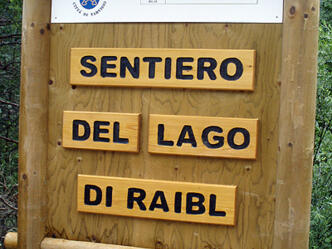 SENTIERO
DEL LAGO
DI RAIBL